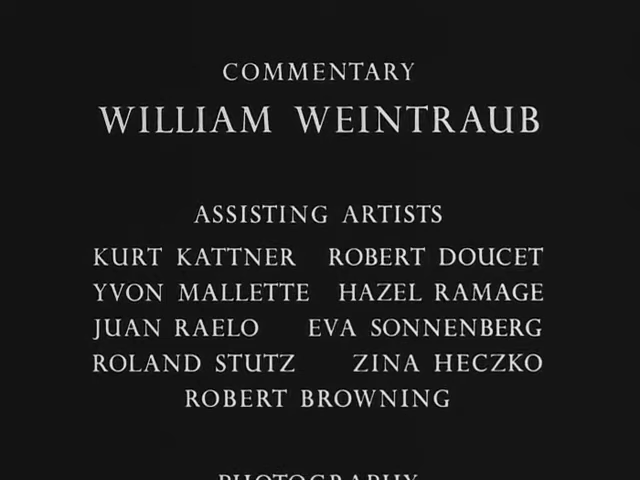 COMMENTARY
WILLIAM WEINTRAUB
ASSISTING ARTISTS
KURT KATTNER ROBERT DOUCET
YVON MALLETTE HAZEL RAMAGE
JUAN RAELO EVA SONNENBERG
ROLAND STUTZ ZINA HECZKO
ROBERT BROWNING
PHOTOGRAPHY